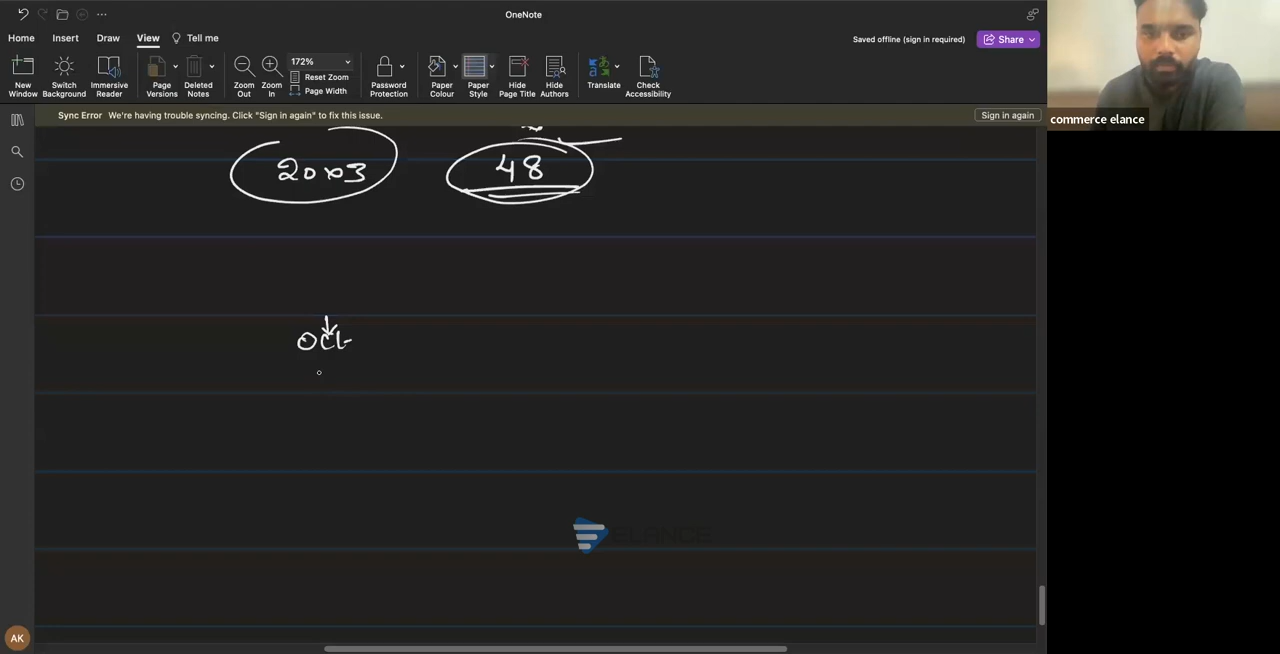 OneNote
Home Insert Draw View Tell me
Saved offline (sign in required) Share
172%
Reset Zoom
Page Width
New Window
Switch Background
Immersive Reader
Page Versions
Deleted Notes
Zoom Out
Zoom In
Password Protection
Paper Colour
Paper Style
Hide Page Title
Hide Authors
Translate
Check Accessibility
Sync Error We're having trouble syncing. Click "Sign in again" to fix this issue. Sign in again
commerce elance
48
ELANCE
AK